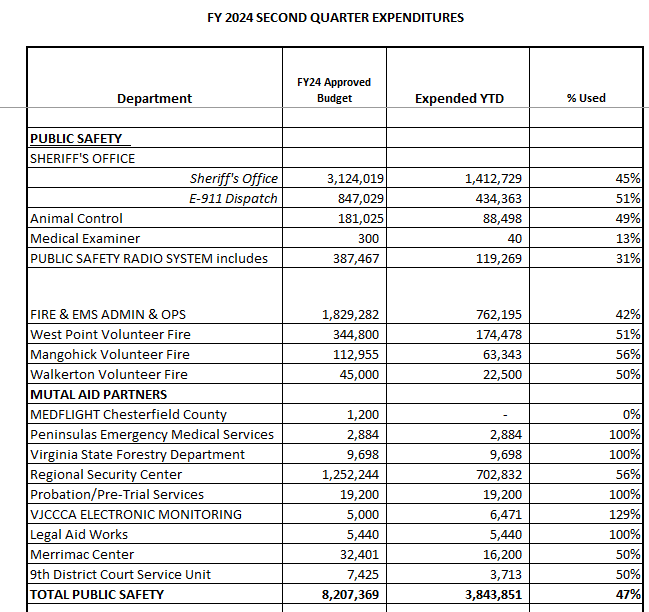 FY 2024 SECOND QUARTER EXPENDITURES
Department FY24 Approved Budget Expended YTD % Used
PUBLIC SAFETY
SHERIFF'S OFFICE
Sheriff's Office 3,124,019 1,412,729 45%
E-911 Dispatch 847,029 434,363 51%
Animal Control 181,025 88,498 49%
Medical Examiner 300 40 13%
PUBLIC SAFETY RADIO SYSTEM includes 387,467 119,269 31%
FIRE & EMS ADMIN & OPS 1,829,282 762,195 42%
West Point Volunteer Fire 344,800 174,478 51%
Mangohick Volunteer Fire 112,955 63,343 56%
Walkerton Volunteer Fire 45,000 22,500 50%
MUTAL AID PARTNERS
MEDFLIGHT Chesterfield County 1,200 - 0%
Peninsulas Emergency Medical Services 2,884 2,884 100%
Virginia State Forestry Department 9,698 9,698 100%
Regional Security Center 1,252,244 702,832 56%
Probation/Pre-Trial Services 19,200 19,200 100%
VJCCCA ELECTRONIC MONITORING 5,000 6,471 129%
Legal Aid Works 5,440 5,440 100%
Merrimac Center 32,401 16,200 50%
9th District Court Service Unit 7,425 3,713 50%
TOTAL PUBLIC SAFETY 8,207,369 3,843,851 47%